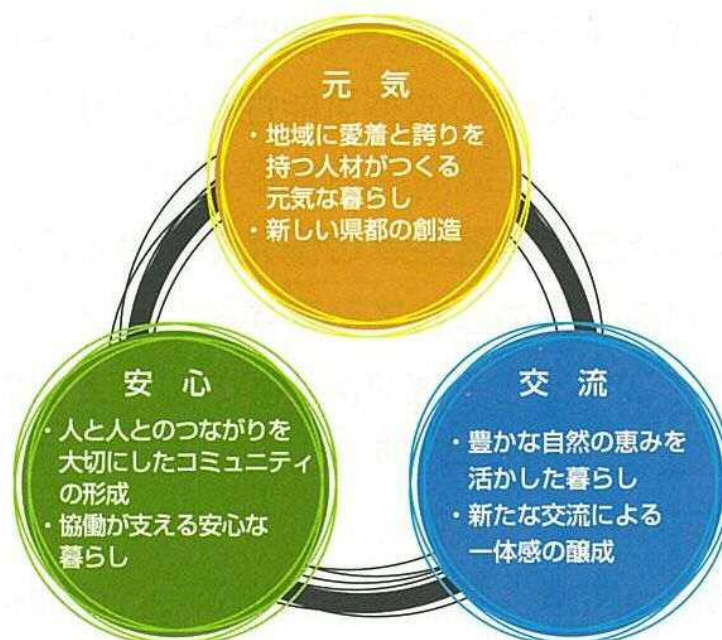 元 気
・地域に愛着と誇りを
持つ人材がつくる
元気な暮らし
・新しい県都の創造
安 心
・人と人とのつながりを
大切にしたコミュニティ
の形成
・協働が支える安心な
暮らし
交 流
・豊かな自然の恵みを
活かした暮らし
・新たな交流による
一体感の醸成